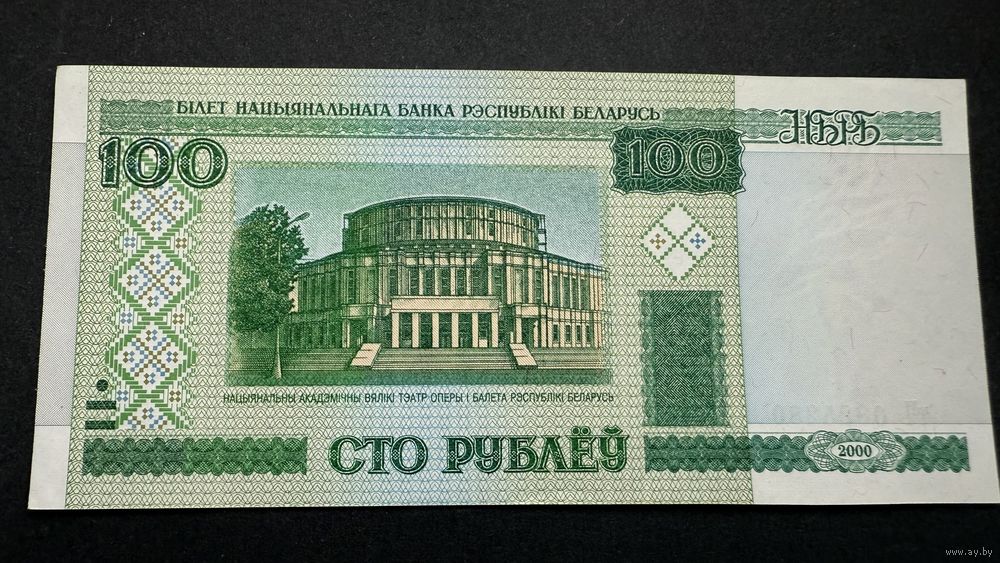 БІЛЕТ НАЦЫЯНАЛЬНАГА БАНКА РЭСПУБЛІКІ БЕЛАРУСЬ
НБРБ
100
100
НАЦЫЯНАЛЬНЫ АКАДЭМІЧНЫ ВЯЛІКІ ТЭАТР ОПЕРЫ І БАЛЕТА РЭСПУБЛІКІ БЕЛАРУСЬ
СТО РУБЛЁЎ
2000
www.ay.by